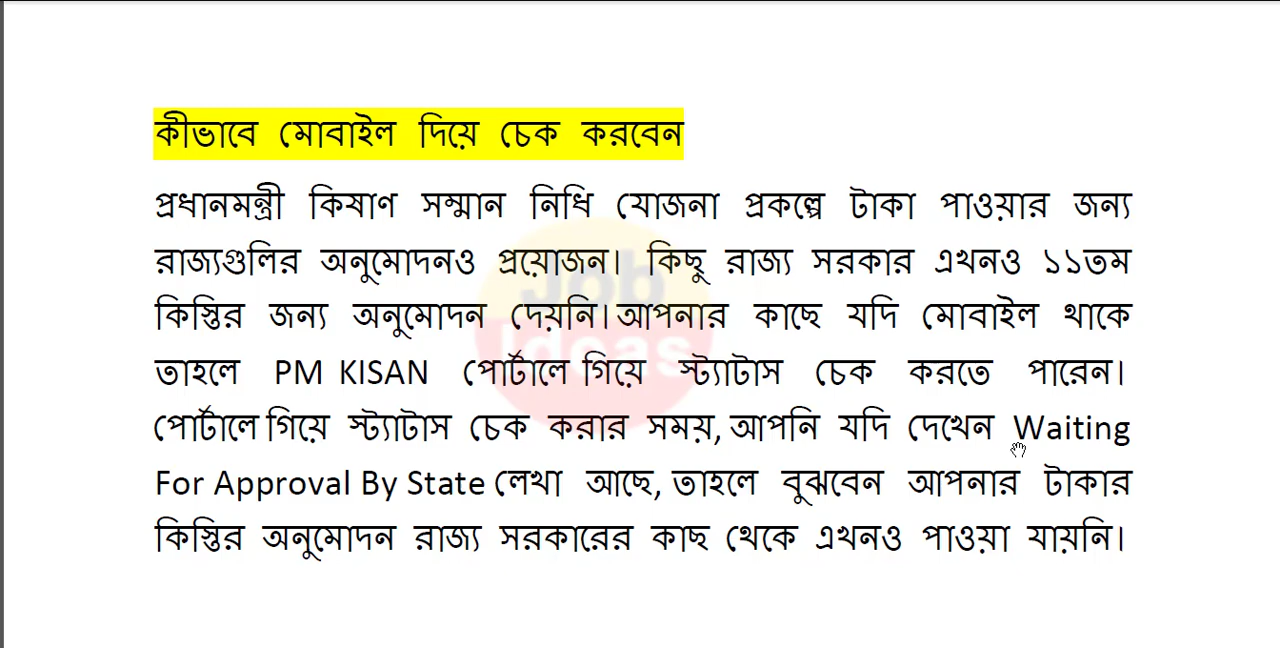 কীভাবে মোবাইল দিয়ে চেক করবেন
প্রধানমন্ত্রী কিষাণ সম্মান নিধি যোজনা প্রকল্পে টাকা পাওয়ার জন্য
রাজ্যগুলির অনুমোদনও প্রয়োজন। কিছু রাজ্য সরকার এখনও ১১তম
কিস্তির জন্য অনুমোদন দেয়নি। আপনার কাছে যদি মোবাইল থাকে
তাহলে PM KISAN পোর্টালে গিয়ে স্ট্যাটাস চেক করতে পারেন।
পোর্টালে গিয়ে স্ট্যাটাস চেক করার সময়, আপনি যদি দেখেন Waiting
For Approval By State লেখা আছে, তাহলে বুঝবেন আপনার টাকার
কিস্তির অনুমোদন রাজ্য সরকারের কাছ থেকে এখনও পাওয়া যায়নি।
Job
Ideas